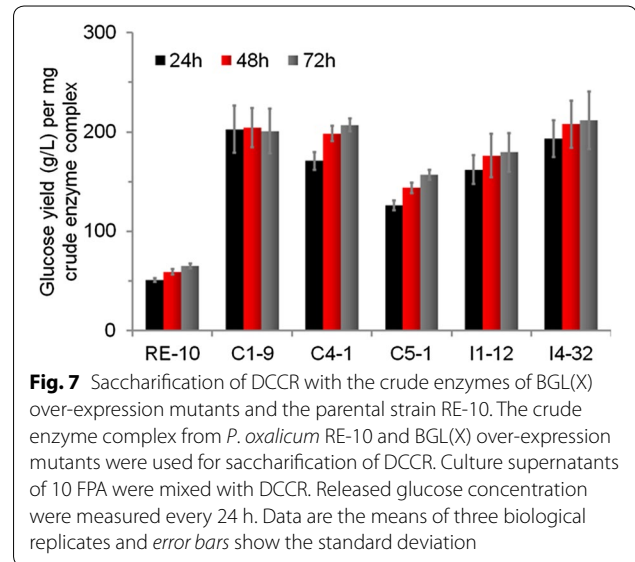 300
24h 48h 72h
Glucose yield (g/L) per mg
crude enzyme complex
200
100
0
RE-10 C1-9 C4-1 C5-1 I1-12 I4-32
Fig. 7 Saccharification of DCCR with the crude enzymes of BGL(X)
over-expression mutants and the parental strain RE-10. The crude
enzyme complex from P. oxalicum RE-10 and BGL(X) over-expression
mutants were used for saccharification of DCCR. Culture supernatants
of 10 FPA were mixed with DCCR. Released glucose concentration
were measured every 24 h. Data are the means of three biological
replicates and error bars show the standard deviation